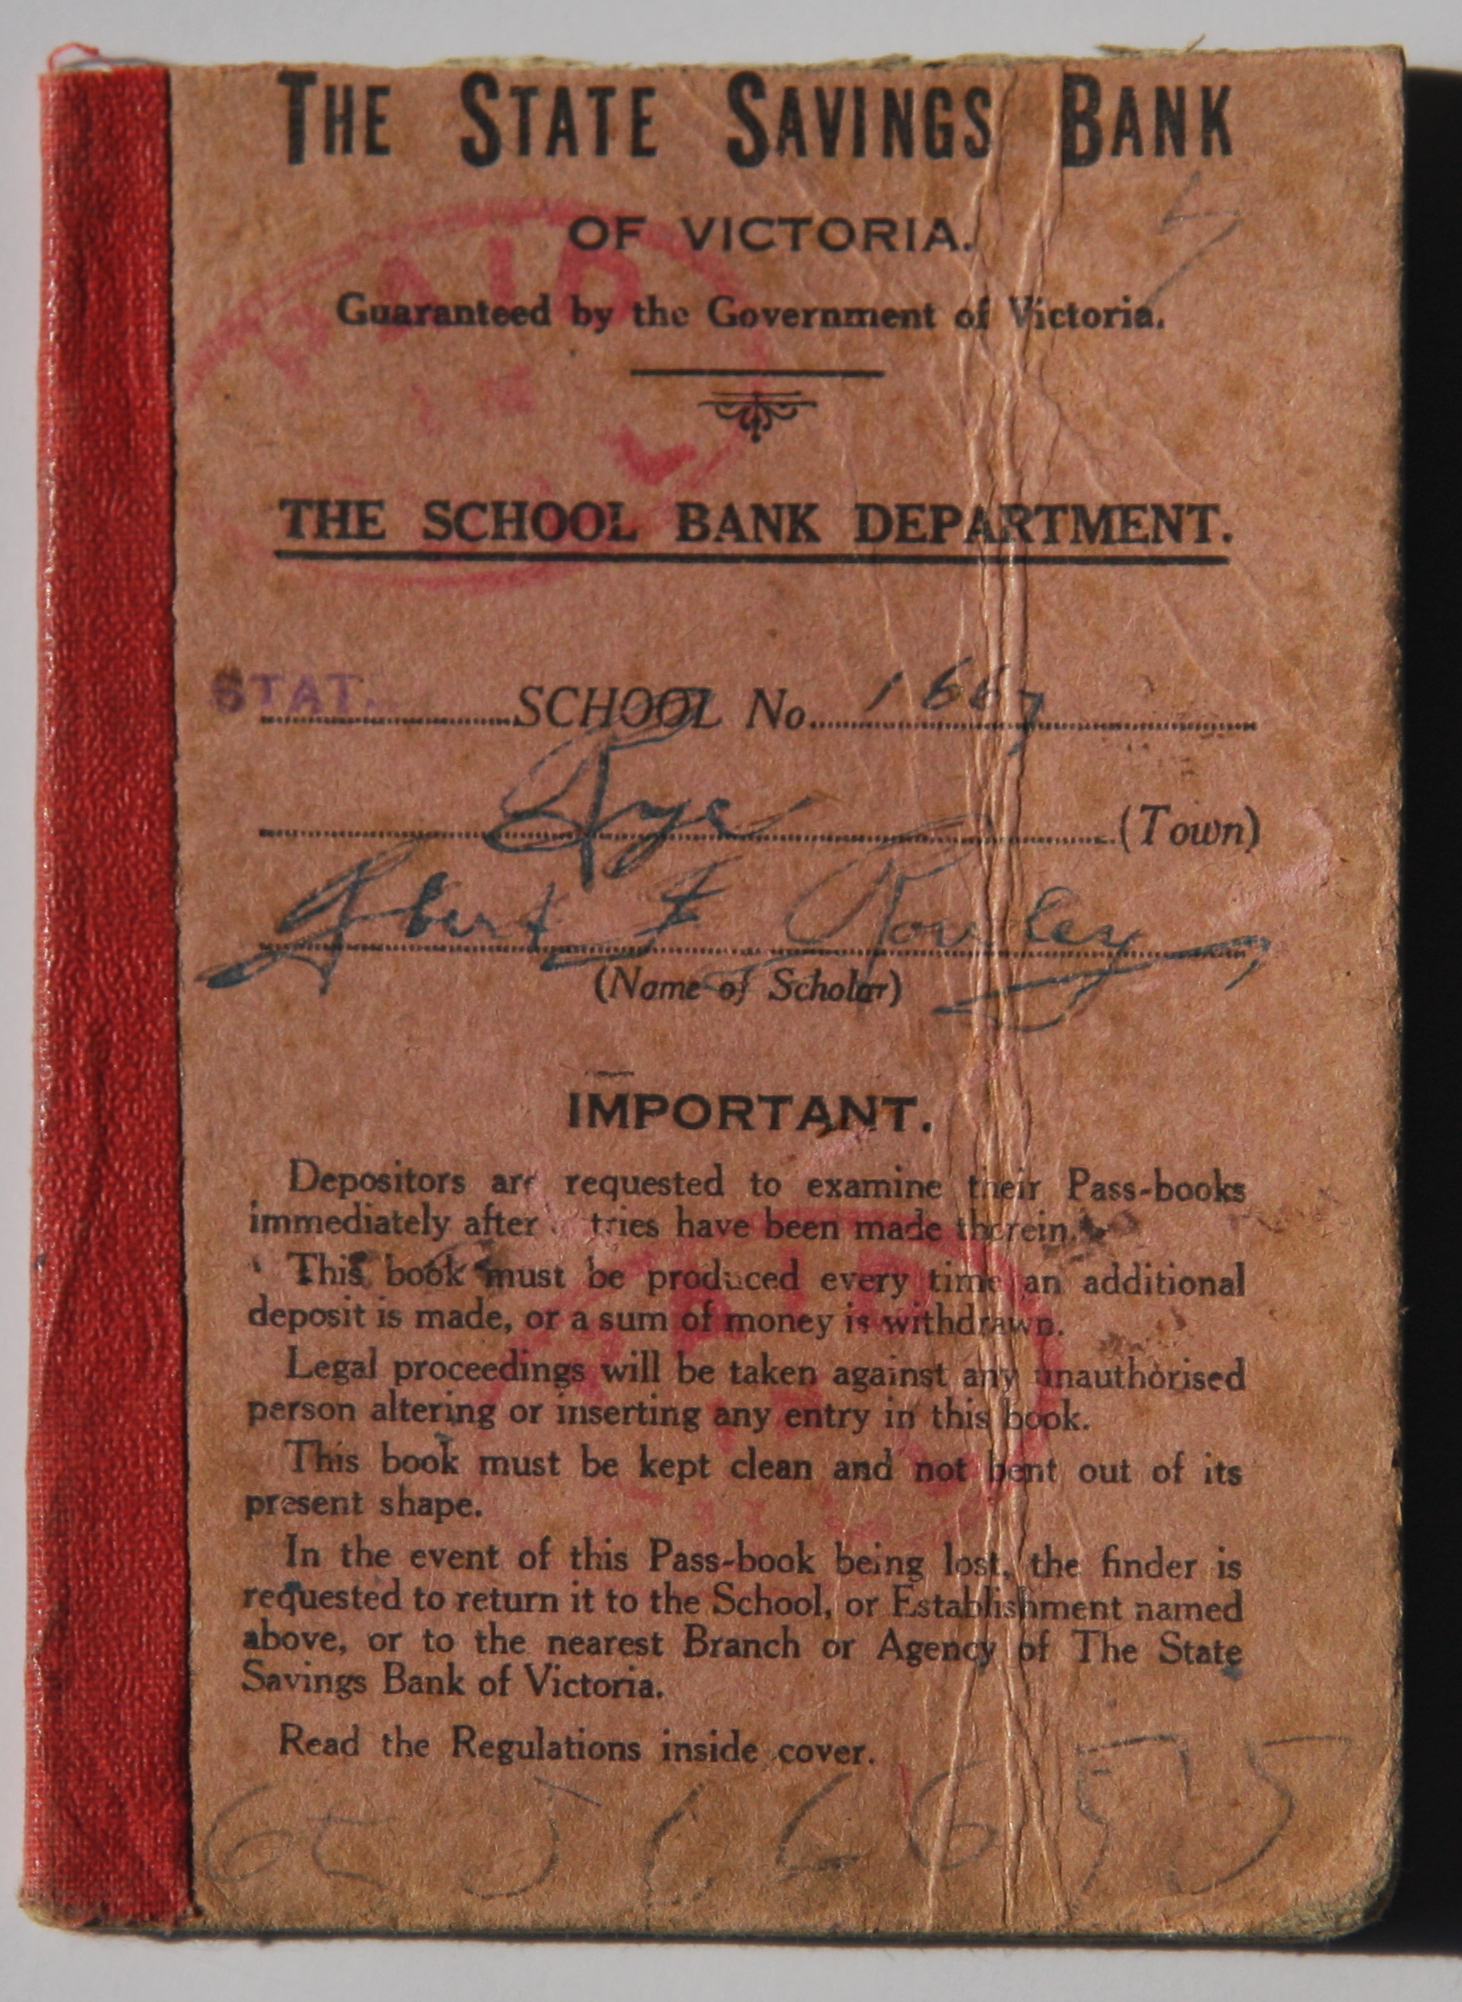 THE STATE SAVINGS BANK
OF VICTORIA.
Guaranteed by the Government of Victoria.
PAID
THE SCHOOL BANK DEPARTMENT.
STAT. SCHOOL No. 1667
Rye (Town)
Albert F Rowley
(Name of Scholar)
IMPORTANT.
Depositors are requested to examine their Pass-books
immediately after entries have been made therein.
This book must be produced every time an additional
deposit is made, or a sum of money is withdrawn.
Legal proceedings will be taken against any unauthorised
person altering or inserting any entry in this book.
This book must be kept clean and not bent out of its
present shape.
In the event of this Pass-book being lost, the finder is
requested to return it to the School, or Establishment named
above, or to the nearest Branch or Agency of The State
Savings Bank of Victoria.
Read the Regulations inside cover.